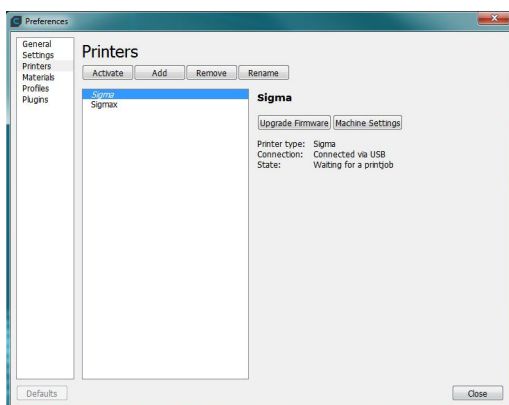 Preferences
General
Settings
Printers
Materials
Profiles
Plugins
Printers
Activate Add Remove Rename
Sigma
Sigmax
Sigma
Upgrade Firmware Machine Settings
Printer type: Sigma
Connection: Connected via USB
State: Waiting for a printjob
Defaults Close